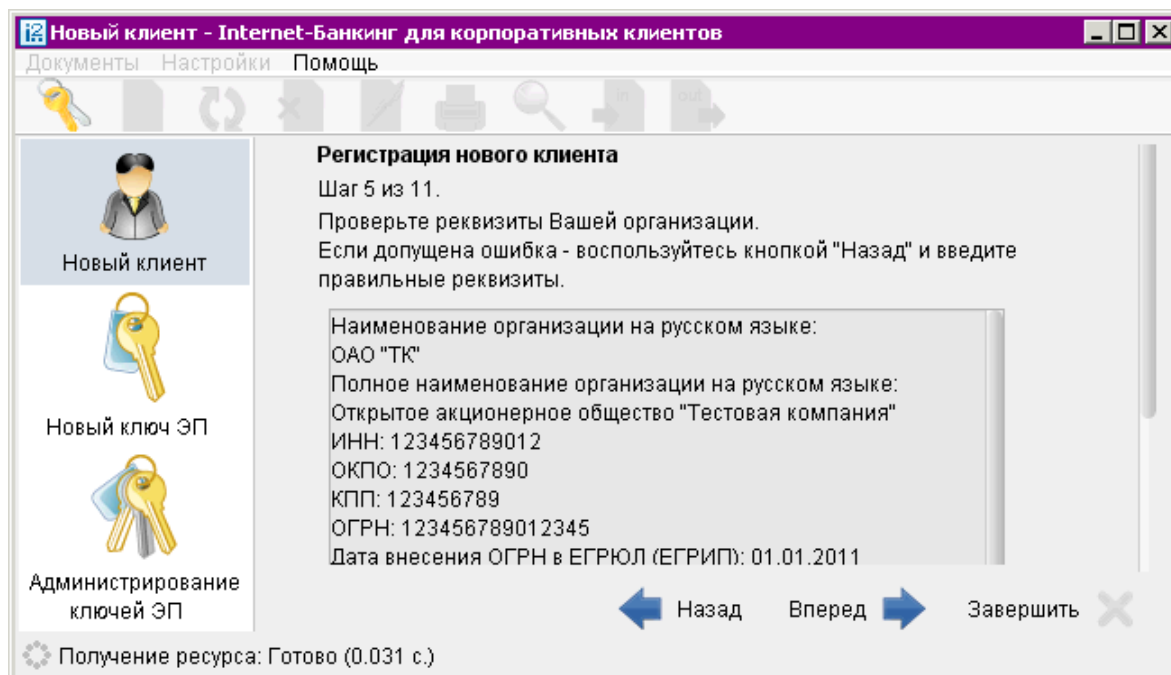 Новый клиент - Internet-Банкинг для корпоративных клиентов
Документы Настройки Помощь
in out
Новый клиент
Новый ключ ЭП
Администрирование
ключей ЭП
Регистрация нового клиента
Шаг 5 из 11.
Проверьте реквизиты Вашей организации.
Если допущена ошибка - воспользуйтесь кнопкой "Назад" и введите
правильные реквизиты.
Наименование организации на русском языке:
ОАО "ТК"
Полное наименование организации на русском языке:
Открытое акционерное общество "Тестовая компания"
ИНН: 123456789012
ОКПО: 1234567890
КПП: 123456789
ОГРН: 123456789012345
Дата внесения ОГРН в ЕГРЮЛ (ЕГРИП): 01.01.2011
Назад Вперед Завершить
Получение ресурса: Готово (0.031 с.)